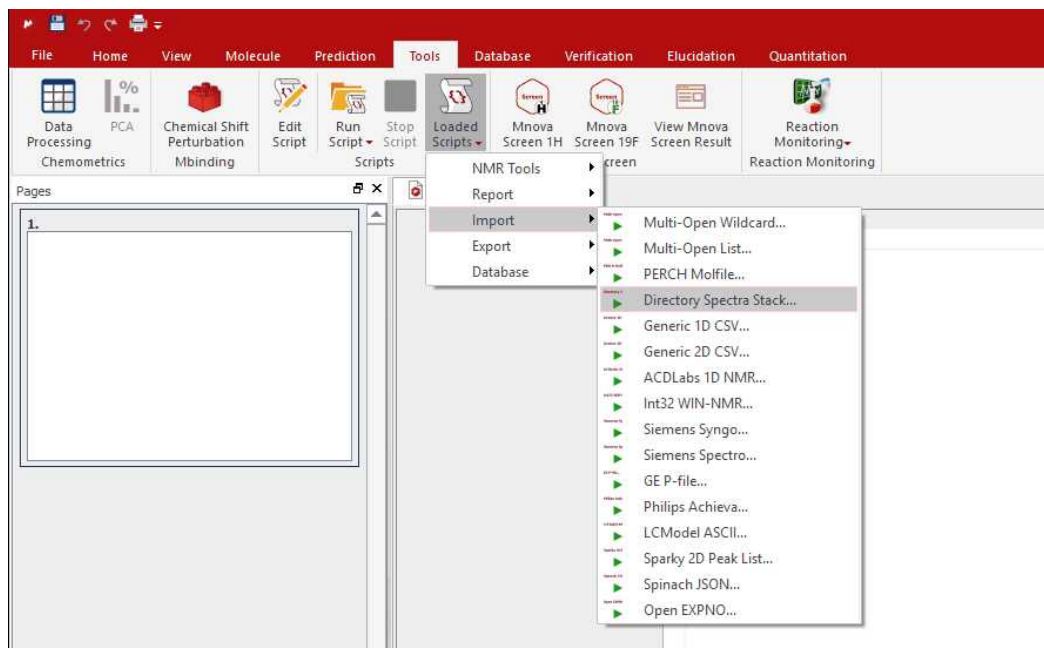 File Home View Molecule Prediction Tools Database Verification Elucidation Quantitation
Data Processing
PCA
Chemical Shift Perturbation
Edit Script
Run Script
Stop Script
Loaded Scripts
Mnova Screen 1H
Mnova Screen 19F
View Mnova Screen Result
Reaction Monitoring
Chemometrics Mbinding Scripts creen Reaction Monitoring
Pages
1.
NMR Tools
Report
Import
Export
Database
Multi-Open Wildcard...
Multi-Open List...
PERCH Molfile...
Directory Spectra Stack...
Generic 1D CSV...
Generic 2D CSV...
ACDLabs 1D NMR...
Int32 WIN-NMR...
Siemens Syngo...
Siemens Spectro...
GE P-file...
Philips Achieva...
LCModel ASCII...
Sparky 2D Peak List...
Spinach JSON...
Open EXPNO...